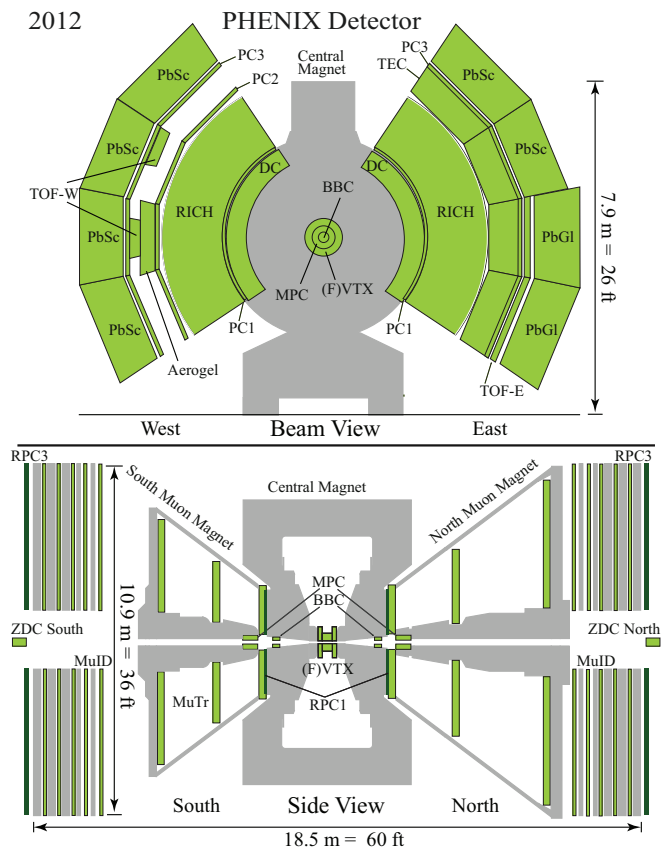 2012
PHENIX Detector
Central
Magnet
PC3
PC3
TEC
PbSc
PbSc
PC2
PbSc
PbSc
DC
DC
TOF-W
BBC
RICH
RICH
PbSc
PbGl
7.9 m = 26 ft
MPC
(F)VTX
PbSc
PC1
PC1
PbGl
Aerogel
TOF-E
West
Beam View
East
RPC3
RPC3
South Muon Magnet
Central Magnet
North Muon Magnet
10.9 m = 36 ft
MPC
BBC
ZDC South
ZDC North
MuID
(F)VTX
MuID
MuTr
RPC1
South
Side View
North
18.5 m = 60 ft